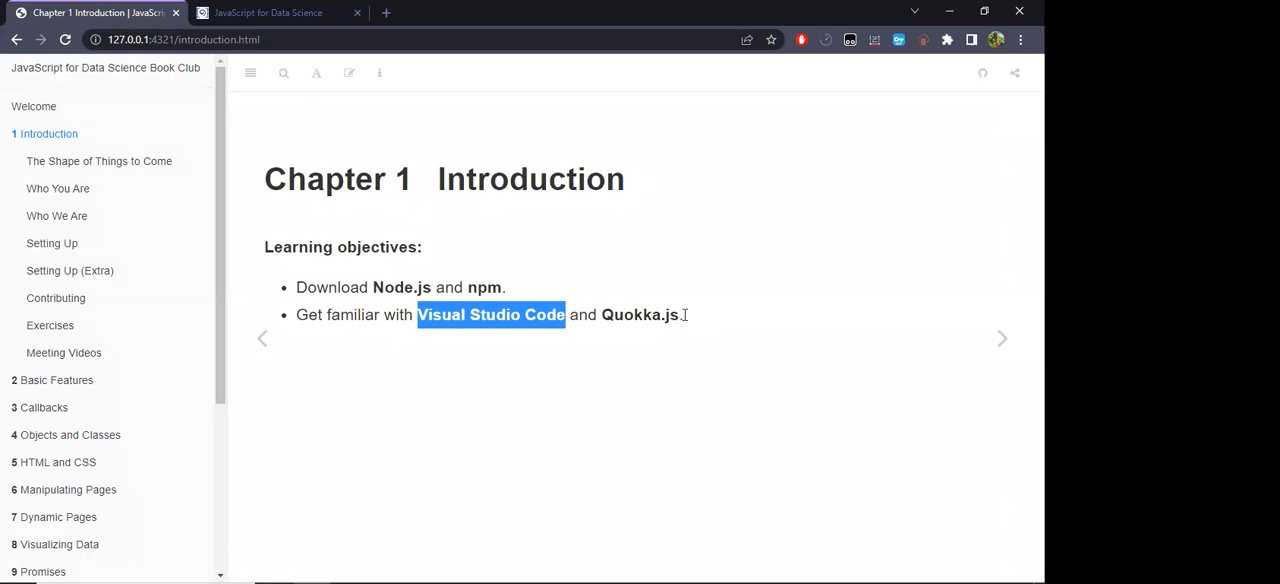 Chapter 1 Introduction | JavaScri
JavaScript for Data Science
127.0.0.1:4321/introduction.html
JavaScript for Data Science Book Club
Welcome
1 Introduction
The Shape of Things to Come
Who You Are
Who We Are
Setting Up
Setting Up (Extra)
Contributing
Exercises
Meeting Videos
2 Basic Features
3 Callbacks
4 Objects and Classes
5 HTML and CSS
6 Manipulating Pages
7 Dynamic Pages
8 Visualizing Data
9 Promises
Chapter 1 Introduction
Learning objectives:
• Download Node.js and npm.
• Get familiar with Visual Studio Code and Quokka.js.